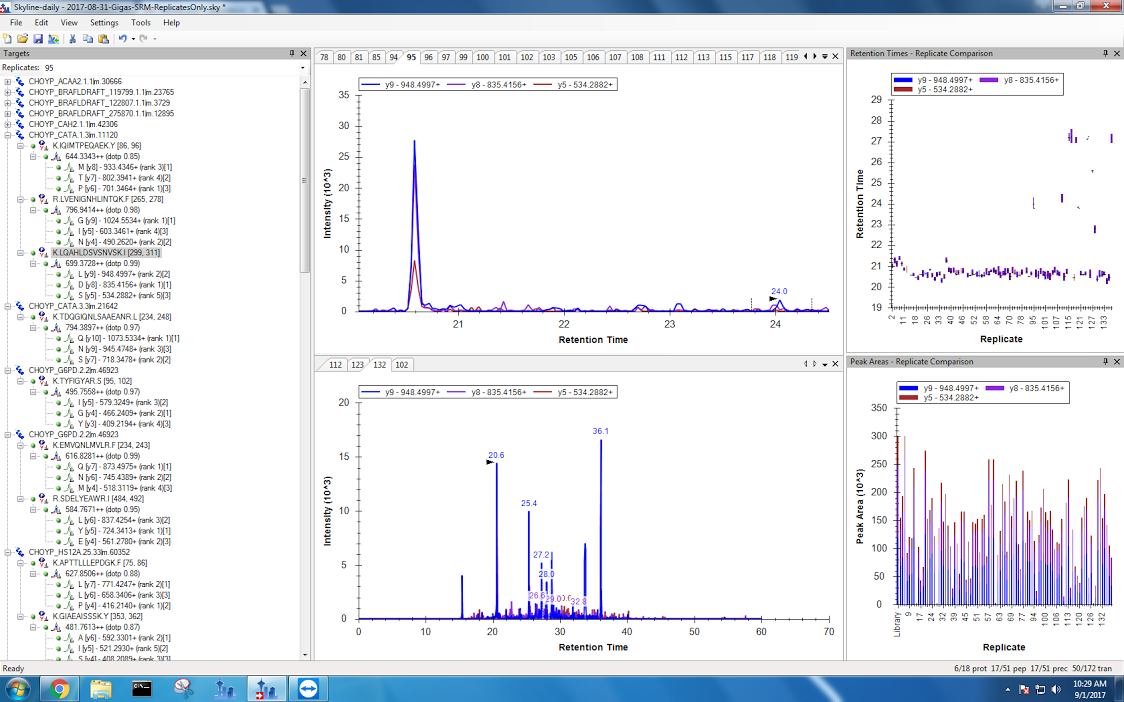 Skyline-daily - 2017-08-31-Gigas-SRM-ReplicatesOnly.sky *
File Edit View Settings Tools Help
Targets
Replicates: 95
CHOYP_ACAA2.1.1|m.30666
CHOYP_BRAFLDRAFT_119799.1.1|m.23765
CHOYP_BRAFLDRAFT_122807.1.1|m.3729
CHOYP_BRAFLDRAFT_275870.1.1|m.12895
CHOYP_CAH2.1.1|m.42306
CHOYP_CATA.1.3|m.11120
K.IQIMTPEQAEK.Y [86, 96]
644.3343++ (dotp 0.85)
M [y8] - 933.4346+ (rank 3)[1]
T [y7] - 802.3941+ (rank 4)[2]
P [y6] - 701.3464+ (rank 1)[3]
R.LVENIGNHLINTQK.F [265, 278]
796.9414++ (dotp 0.98)
G [y9] - 1024.5534+ (rank 1)[1]
I [y5] - 603.3461+ (rank 4)[3]
N [y4] - 490.2620+ (rank 2)[2]
K.LQAHLDSVSNVSK.I [299, 311]
699.3728++ (dotp 0.99)
L [y9] - 948.4997+ (rank 2)[2]
D [y8] - 835.4156+ (rank 1)[1]
S [y5] - 534.2882+ (rank 5)[3]
CHOYP_CATA.3.3|m.21642
K.TDQGIQNLSAAEANR.L [234, 248]
794.3897++ (dotp 0.97)
Q [y10] - 1073.5334+ (rank 1)[1]
N [y9] - 945.4748+ (rank 3)[3]
S [y7] - 718.3478+ (rank 2)[2]
CHOYP_G6PD.2.2|m.46923
K.TYFIGYAR.S [95, 102]
495.7558++ (dotp 0.97)
I [y5] - 579.3249+ (rank 3)[2]
G [y4] - 466.2409+ (rank 2)[1]
Y [y3] - 409.2194+ (rank 4)[3]
CHOYP_G6PD.2.2|m.46923
K.EMVQNLMVLR.F [234, 243]
616.8281++ (dotp 0.99)
Q [y7] - 873.4975+ (rank 1)[1]
N [y6] - 745.4389+ (rank 2)[2]
M [y4] - 518.3119+ (rank 4)[3]
R.SDELYEAWR.I [484, 492]
584.7671++ (dotp 0.95)
L [y6] - 837.4254+ (rank 3)[2]
Y [y5] - 724.3413+ (rank 1)[1]
E [y4] - 561.2780+ (rank 2)[3]
CHOYP_HS12A.25.33|m.60352
K.APTTLLLEPDGK.F [75, 86]
627.8506++ (dotp 0.88)
L [y7] - 771.4247+ (rank 2)[1]
L [y6] - 658.3406+ (rank 3)[3]
P [y4] - 416.2140+ (rank 1)[2]
K.GIAEAISSSK.Y [353, 362]
481.7613++ (dotp 0.87)
A [y6] - 592.3301+ (rank 2)[1]
I [y5] - 521.2930+ (rank 5)[2]
S [y4] - 408.2089+ (rank 1)[3]
78 80 81 85 94 95 96 98 99 100 101 102 103 105 106 107 108 111 112 113 115 117 118 119
y9 - 948.4997+ y8 - 835.4156+ y5 - 534.2882+
35
30
25
20
15
10
5
0
Intensity (10^3)
24.0
21 22 23 24
Retention Time
112 123 132 102
y9 - 948.4997+ y8 - 835.4156+ y5 - 534.2882+
20
15
10
5
0
Intensity (10^3)
36.1
20.6
25.4
27.2
28.0
26.6
29.0
32.8
0 10 20 30 40 50 60 70
Retention Time
Retention Times - Replicate Comparison
y9 - 948.4997+ y8 - 835.4156+
y5 - 534.2882+
29
28
27
26
25
24
23
22
21
20
19
Retention Time
2 11 18 26 33 40 46 52 58 64 70 78 85 95 101 107 115 121 127 133
Replicate
Peak Areas - Replicate Comparison
y9 - 948.4997+ y8 - 835.4156+
y5 - 534.2882+
350
300
250
200
150
100
50
0
Peak Area (10^3)
Library 9 17 24 32 39 45 51 57 63 69 77 84 94 100 106 113 120 126 132
Replicate
Ready
6/18 prot 17/51 pep 17/51 prec 50/172 tran
10:29 AM
9/1/2017